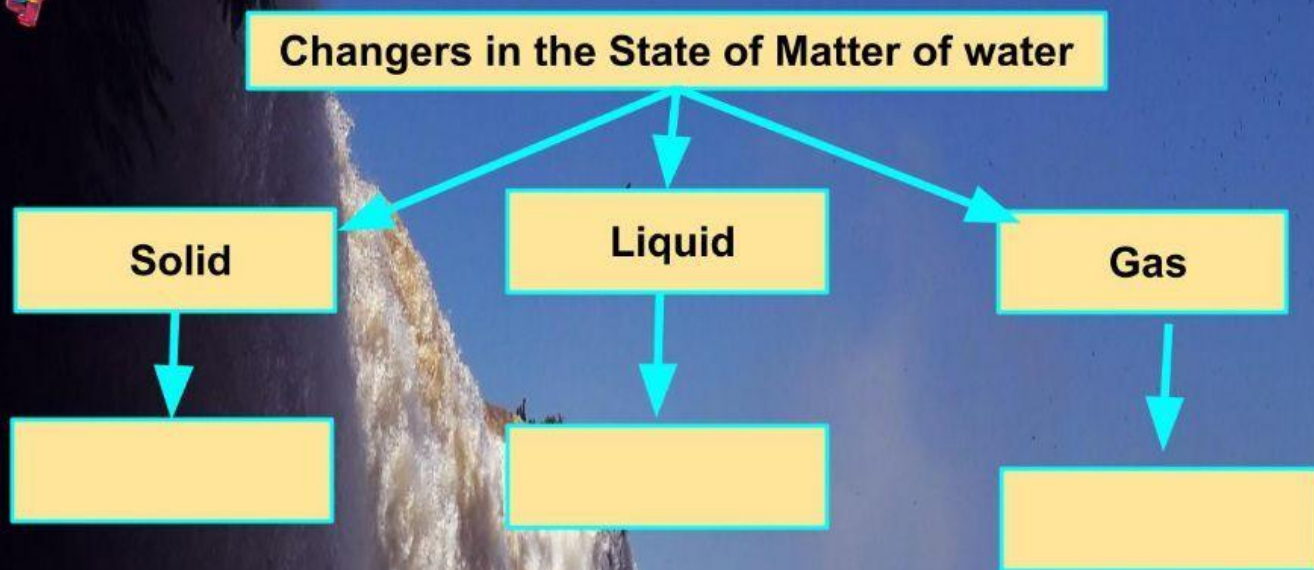 Changers in the State of Matter of water
Solid
Liquid
Gas